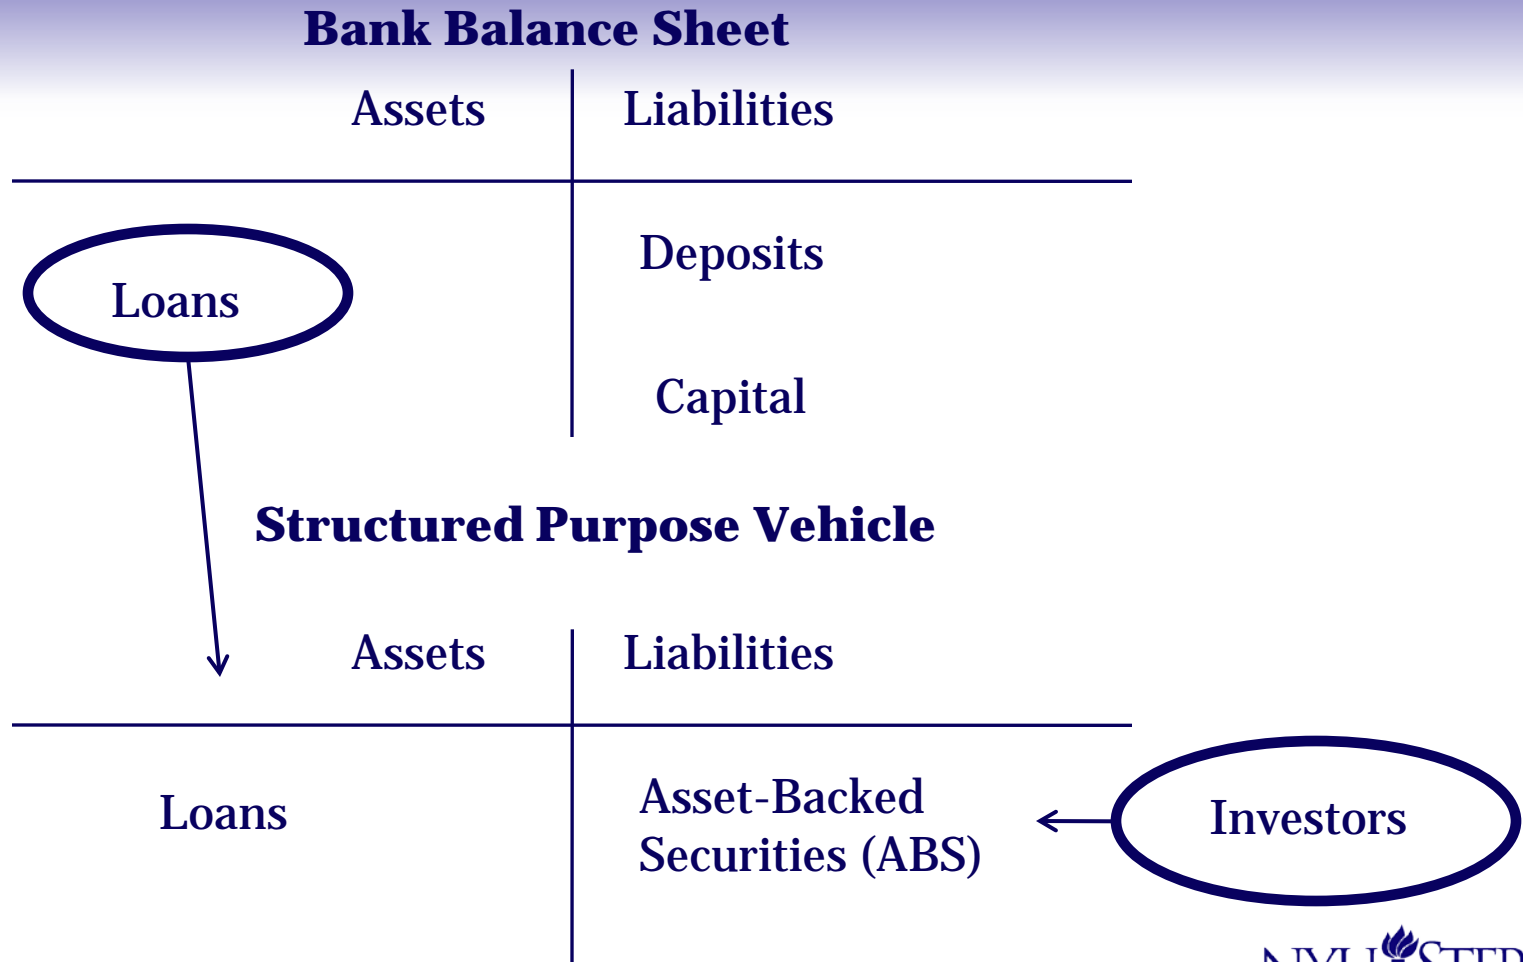 Bank Balance Sheet
Assets Liabilities
Loans
Deposits
Capital
Structured Purpose Vehicle
Assets Liabilities
Loans
Asset-Backed
Securities (ABS)
Investors